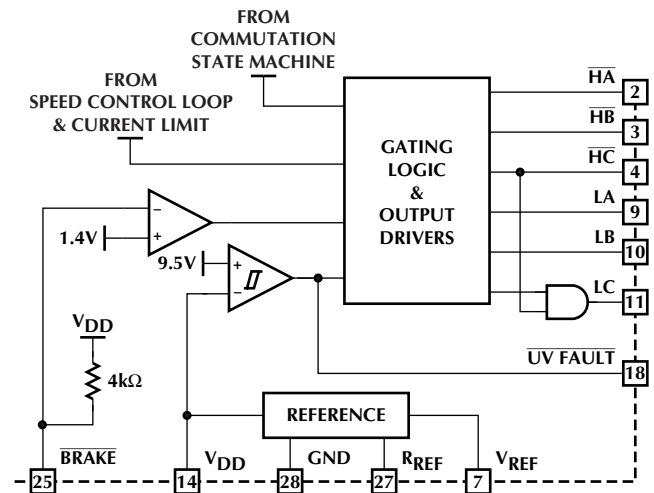 FROM
COMMUTATION
STATE MACHINE
FROM
SPEED CONTROL LOOP
& CURRENT LIMIT
GATING
LOGIC
&
OUTPUT
DRIVERS
HA
2
HB
3
HC
4
LA
9
LB
10
LC
11
UV FAULT
18
−
+
1.4V
9.5V
+
−
VDD
4kΩ
REFERENCE
25
BRAKE
14
VDD
28
GND
27
RREF
7
VREF